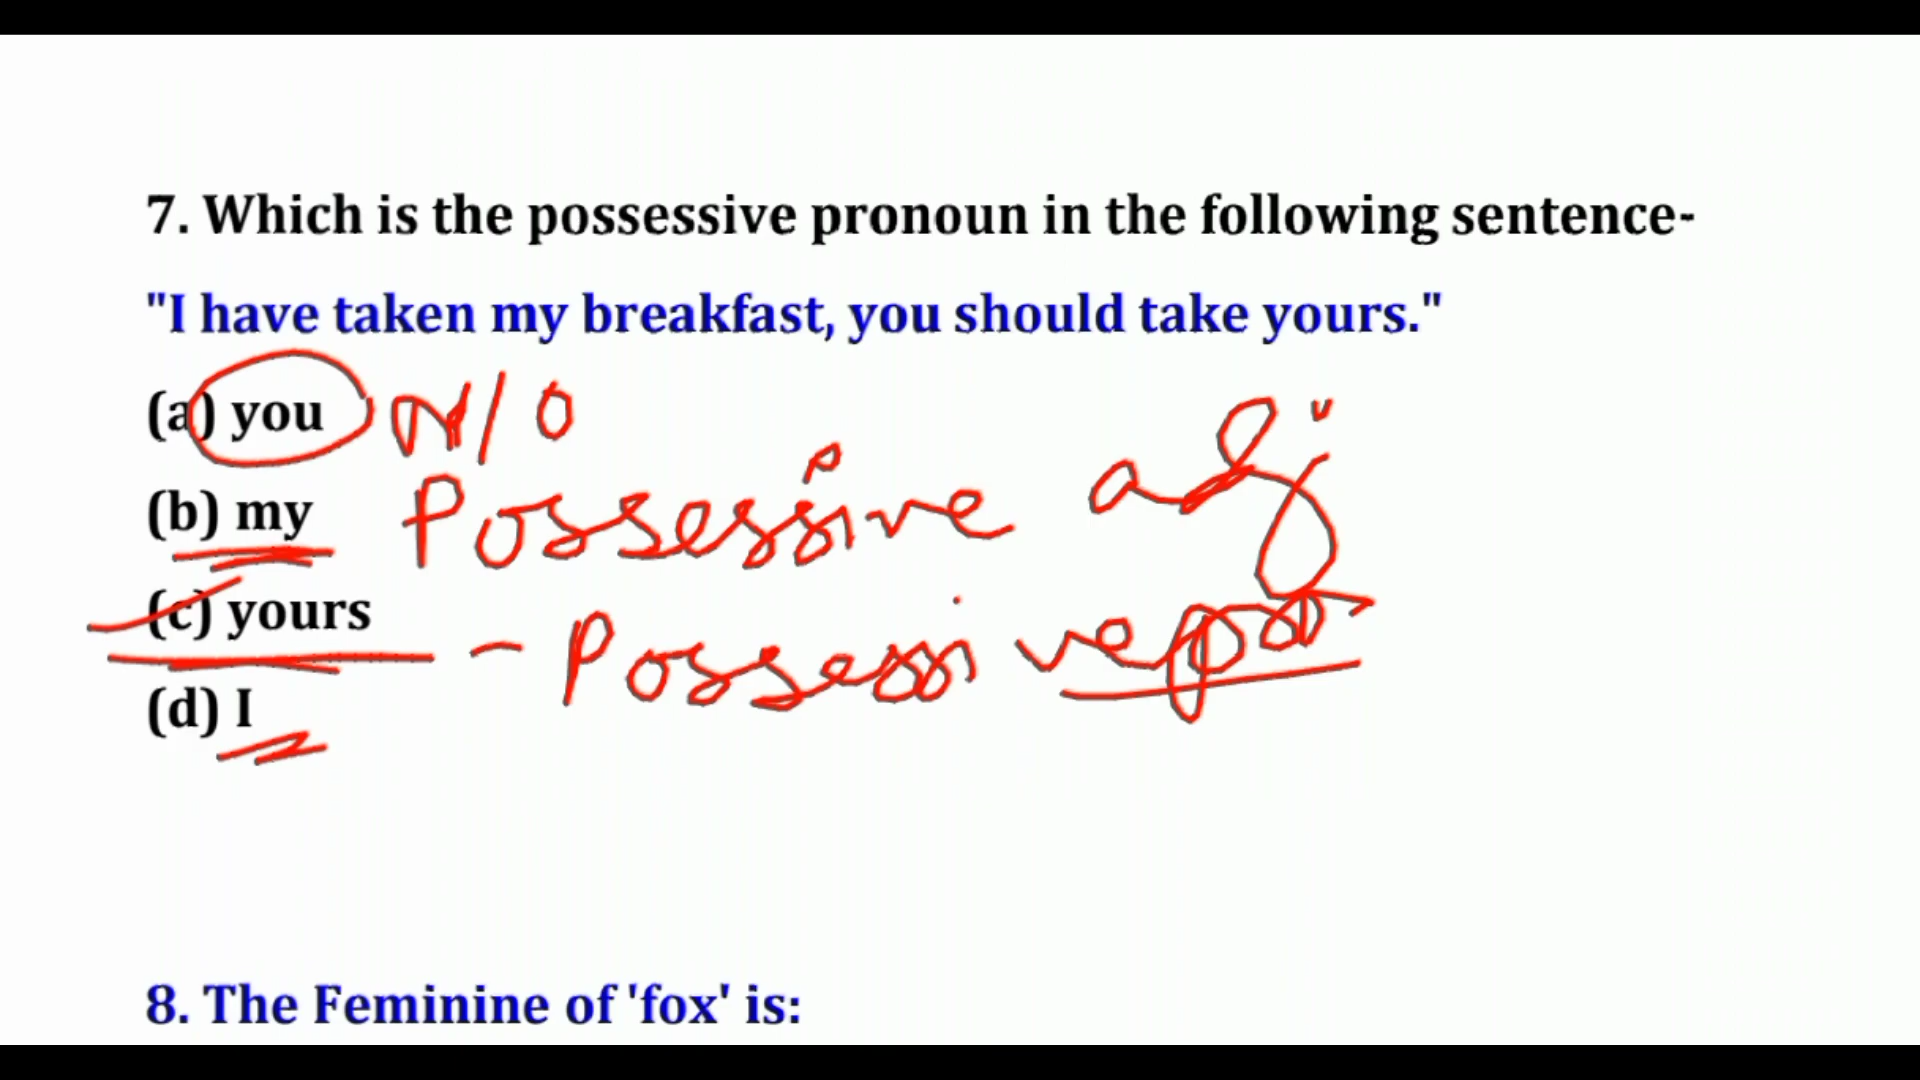 7. Which is the possessive pronoun in the following sentence-
"I have taken my breakfast, you should take yours."
(a) you N/O
(b) my Possessive adj
(c) yours - Possessive
(d) I
8. The Feminine of 'fox' is: